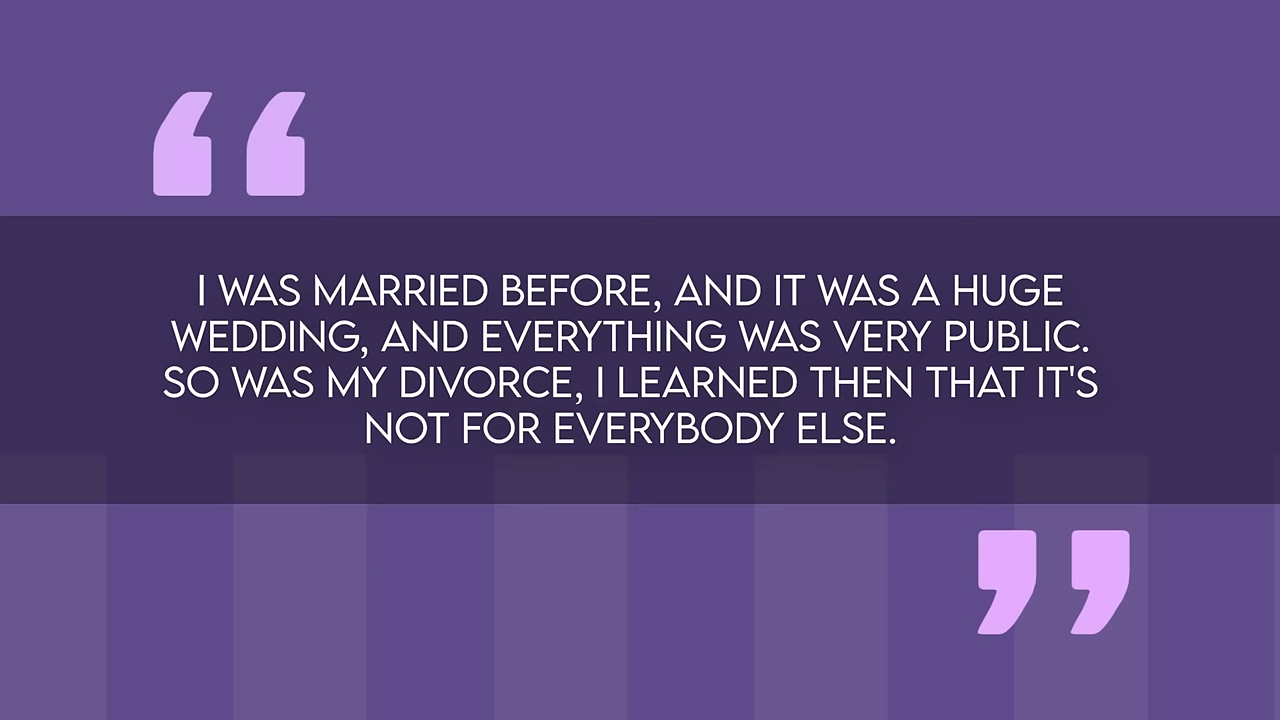 “
I WAS MARRIED BEFORE, AND IT WAS A HUGE
WEDDING, AND EVERYTHING WAS VERY PUBLIC.
SO WAS MY DIVORCE, I LEARNED THEN THAT IT'S
NOT FOR EVERYBODY ELSE.
”